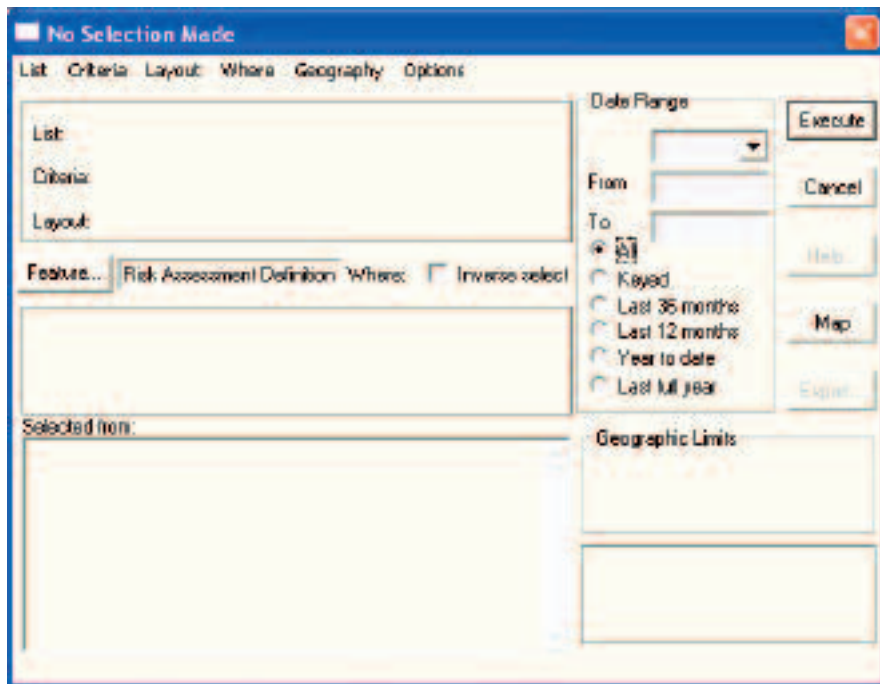 No Selection Made
List Criteria Layout Where Geography Options
List:
Criteria:
Layout:
Feature... Risk Assessment Definition Where: Inverse select
Selected from:
Date Range
From
To
All
Keyed
Last 36 months
Last 12 months
Year to date
Last full year
Geographic Limits
Execute
Cancel
Help
Map
Export...